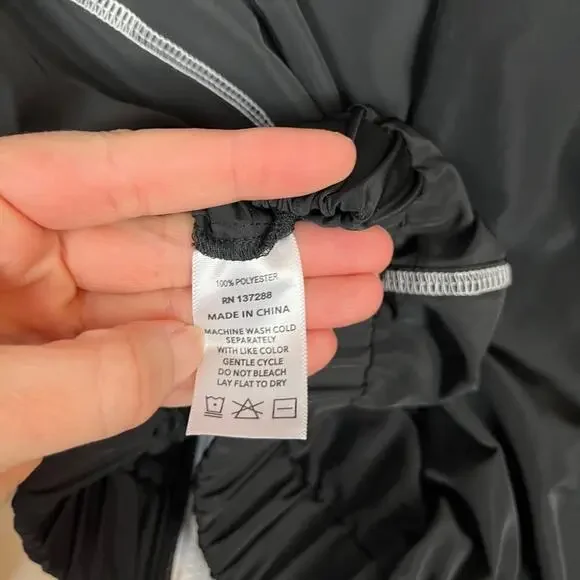 100% POLYESTER
RN 137288
MADE IN CHINA
MACHINE WASH COLD
SEPARATELY
WITH LIKE COLOR
GENTLE CYCLE
DO NOT BLEACH
LAY FLAT TO DRY